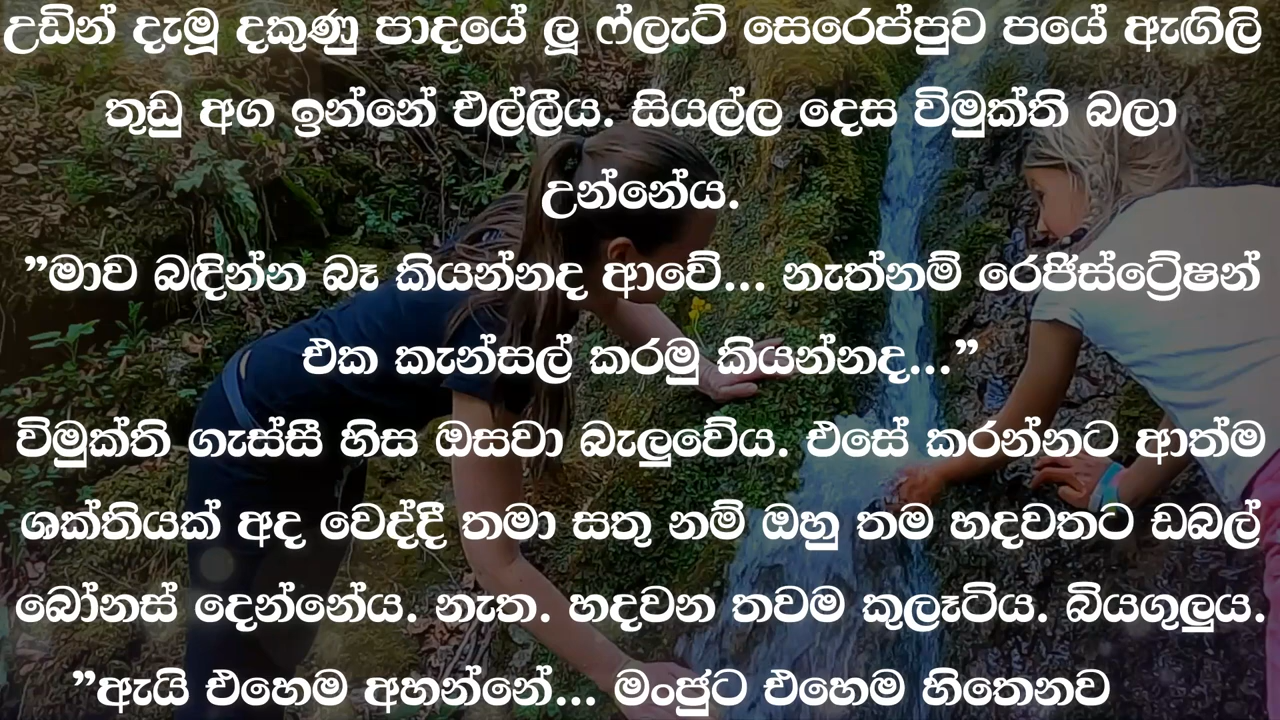 උඩින් දැමූ දකුණු පාදයේ ලූ ෆ්ලැට් සෙරෙප්පුව පයේ ඇඟිලි
තුඩු අග ඉන්නේ එල්ලීය. සියල්ල දෙස විමුක්ති බලා
උන්නේය.
”මාව බඳින්න බෑ කියන්නද ආවේ... නැත්නම් රෙජිස්ට්‍රේෂන්
එක කැන්සල් කරමු කියන්නද...”
විමුක්ති ගැස්සී හිස ඔසවා බැලුවේය. එසේ කරන්නට ආත්ම
ශක්තියක් අද වෙද්දී තමා සතු නම් ඔහු තම හදවතට ඩබල්
බෝනස් දෙන්නේය. නැත. හදවන තවම කුලෑටිය. බියගුලුය.
”ඇයි එහෙම අහන්නේ... මංජුට එහෙම හිතෙනව